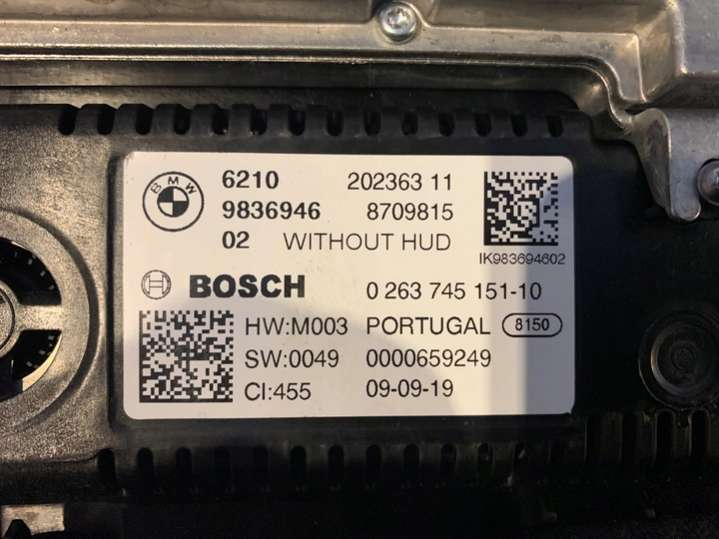 BMW
6210 202363 11
9836946 8709815
02 WITHOUT HUD
IK983694602
BOSCH 0 263 745 151-10
HW:M003 PORTUGAL 8150
SW:0049 0000659249
CI:455 09-09-19